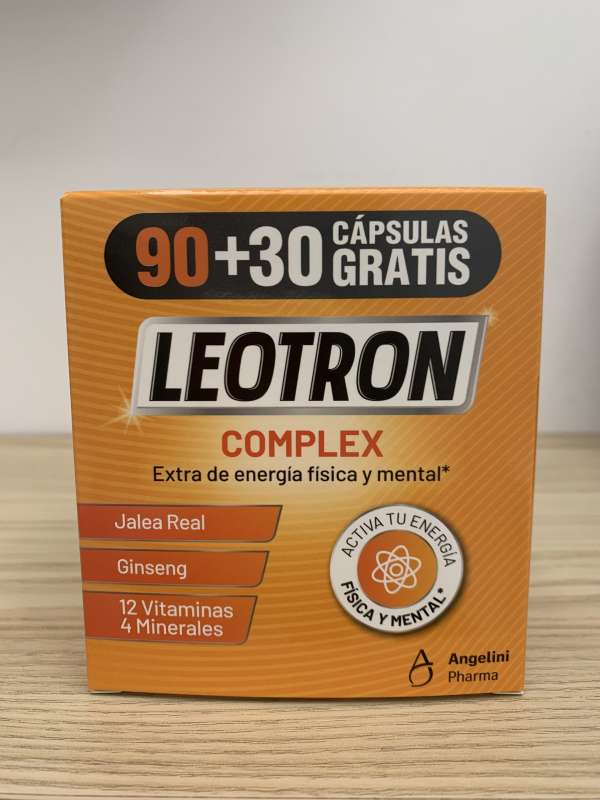 90+30 CÁPSULAS
GRATIS
LEOTRON
COMPLEX
Extra de energía física y mental*
Jalea Real
Ginseng
12 Vitaminas
4 Minerales
ACTIVA TU ENERGÍA
FÍSICA Y MENTAL*
Angelini
Pharma